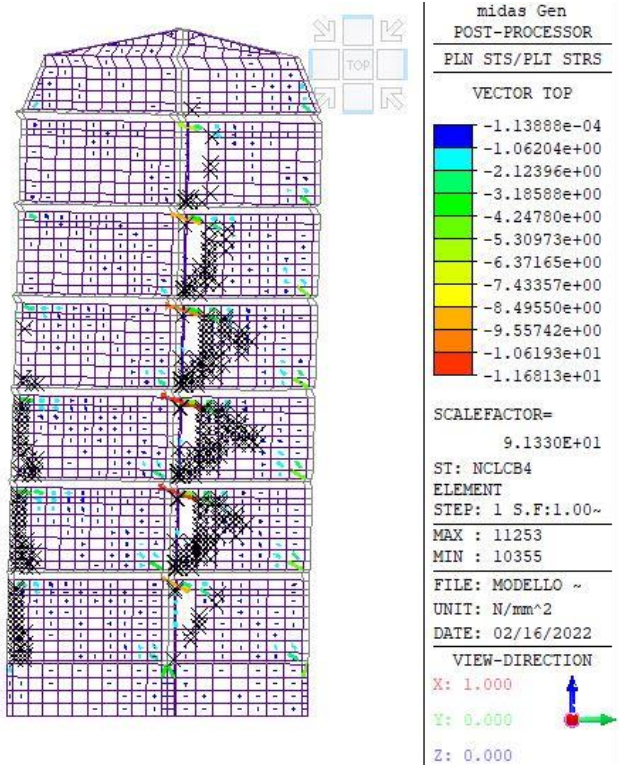 TOP
midas Gen
POST-PROCESSOR
PLN STS/PLT STRS
VECTOR TOP
-1.13888e-04
-1.06204e+00
-2.12396e+00
-3.18588e+00
-4.24780e+00
-5.30973e+00
-6.37165e+00
-7.43357e+00
-8.49550e+00
-9.55742e+00
-1.06193e+01
-1.16813e+01
SCALEFACTOR=
9.1330E+01
ST: NCLCB4
ELEMENT
STEP: 1 S.F:1.00~
MAX : 11253
MIN : 10355
FILE: MODELLO ~
UNIT: N/mm^2
DATE: 02/16/2022
VIEW-DIRECTION
X: 1.000
Y: 0.000
Z: 0.000